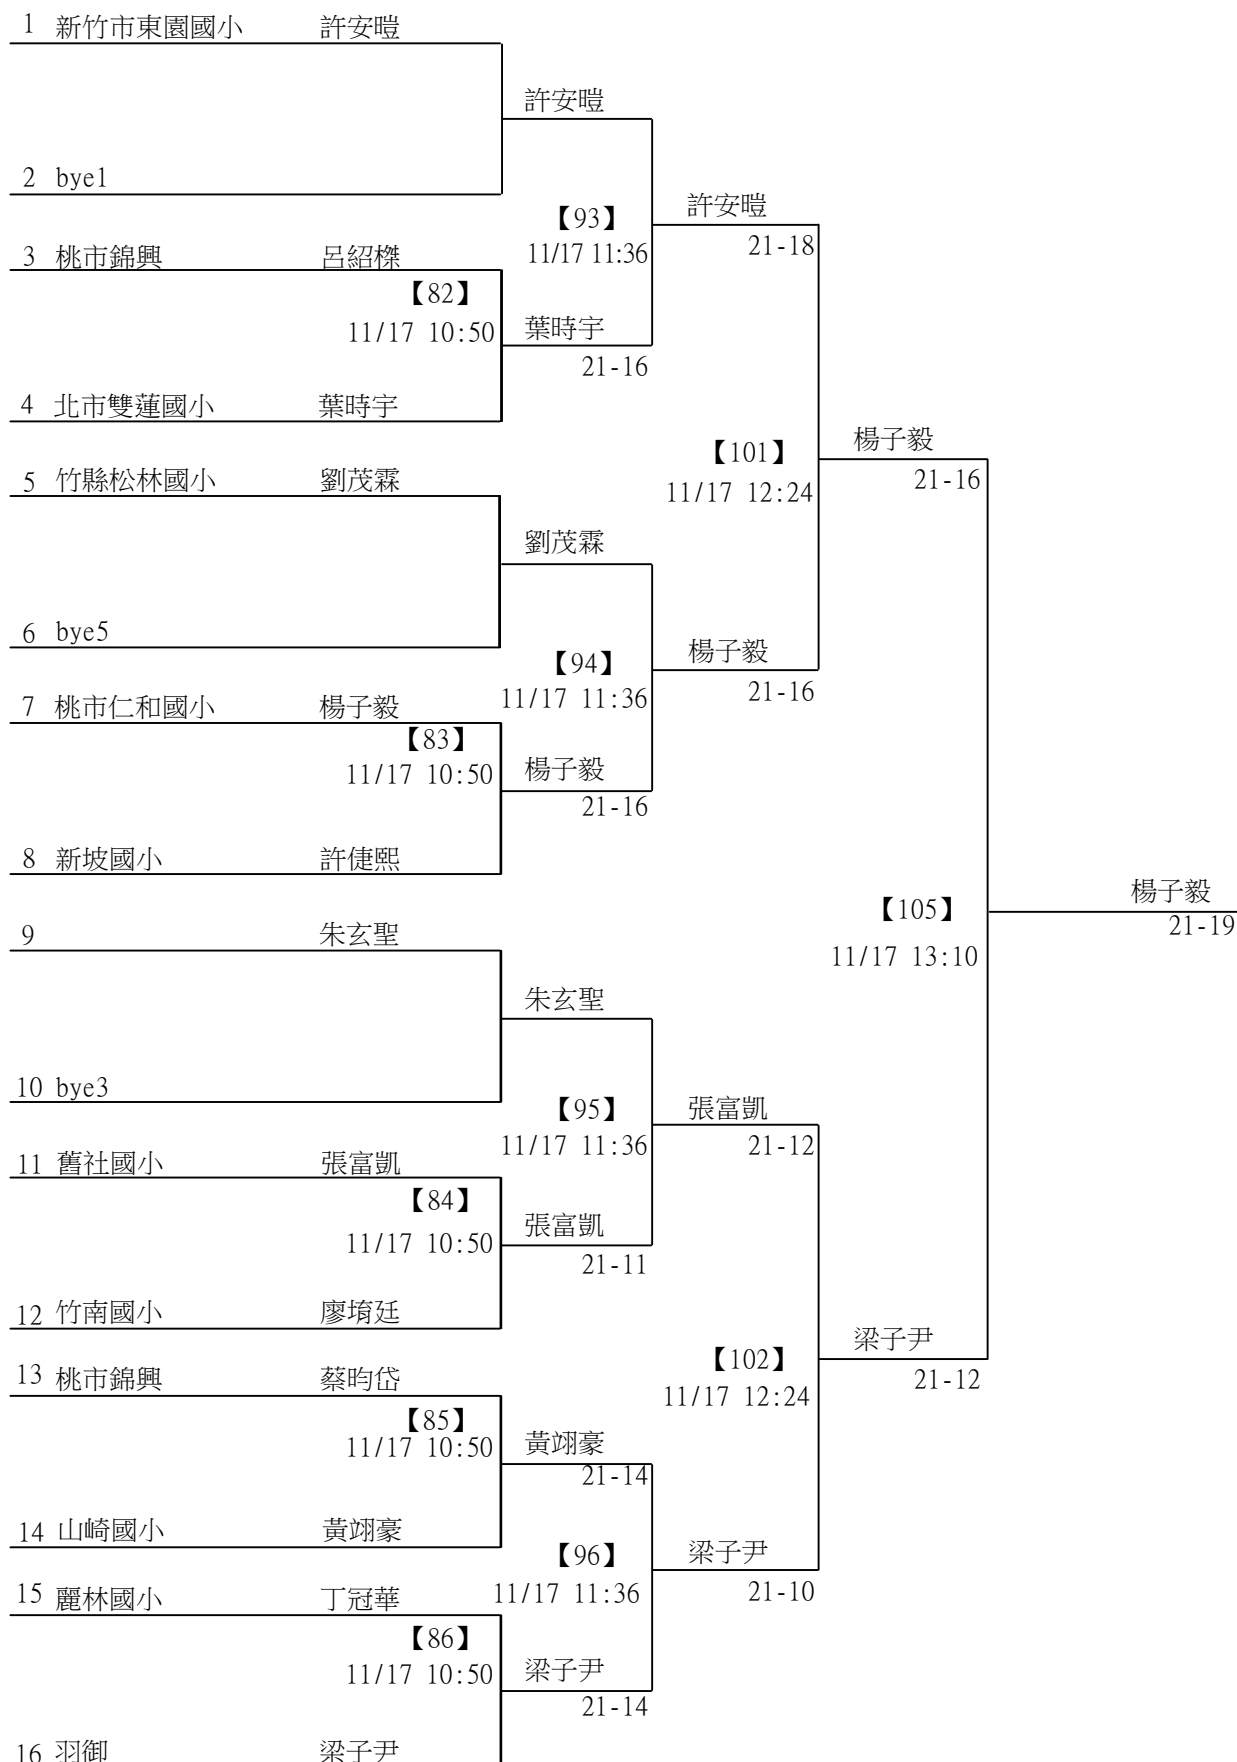 1 新竹市東園國小 許安暟
許安暟
2 bye1
【93】
許安暟
11/17 11:36
21-18
3 桃市錦興 呂紹榤
【82】
11/17 10:50
葉時宇
21-16
4 北市雙蓮國小 葉時宇
【101】
楊子毅
11/17 12:24
21-16
5 竹縣松林國小 劉茂霖
劉茂霖
6 bye5
【94】
楊子毅
11/17 11:36
21-16
7 桃市仁和國小 楊子毅
【83】
11/17 10:50
楊子毅
21-16
8 新坡國小 許倢熙
【105】
楊子毅
11/17 13:10
21-19
9 朱玄聖
朱玄聖
10 bye3
【95】
張富凱
11/17 11:36
21-12
11 舊社國小 張富凱
【84】
11/17 10:50
張富凱
21-11
12 竹南國小 廖堉廷
【102】
梁子尹
11/17 12:24
21-12
13 桃市錦興 蔡昀岱
【85】
11/17 10:50
黃翊豪
21-14
14 山崎國小 黃翊豪
【96】
梁子尹
11/17 11:36
21-10
15 麗林國小 丁冠華
【86】
11/17 10:50
梁子尹
21-14
16 羽御 梁子尹